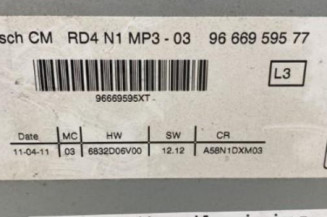 sch CM RD4 N1 MP3 - 03 96 669 595 77
L3
96669595XT
Date MC HW SW CR
11-04-11 03 6832D06V00 12.12 A58N1DXM03